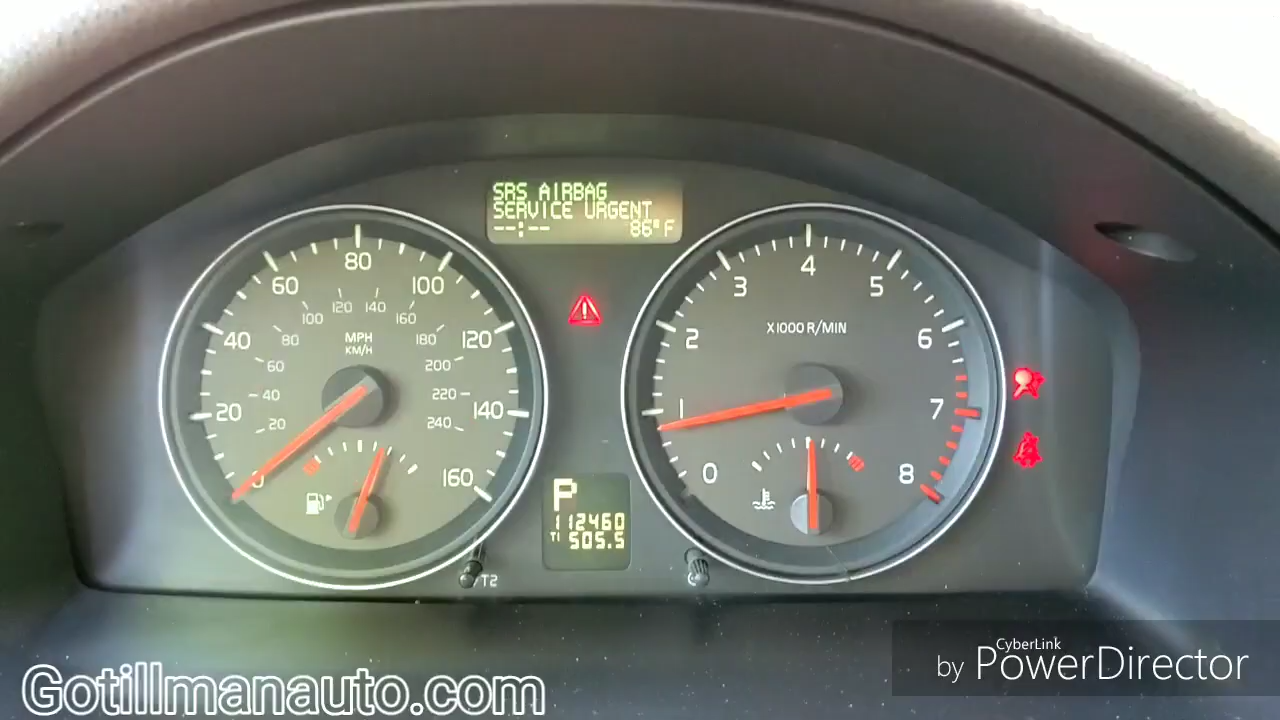 SRS AIRBAG
SERVICE URGENT
--:-- 86°F
0 20 40 60 80 100 120 140 160
20 40 60 80 100 120 140 160 180 200 220 240
MPH
KM/H
0 1 2 3 4 5 6 7 8
X1000 R/MIN
P
112460
T1 505.5
T2
CyberLink
by PowerDirector
Gotillmanauto.com